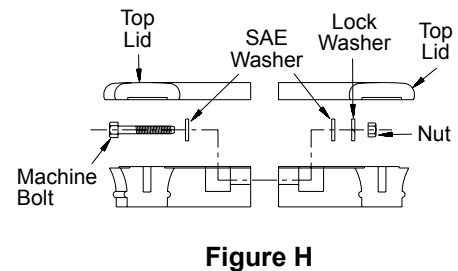 Top
Lid
SAE
Washer
Lock
Washer
Top
Lid
Machine
Bolt
Nut
Figure H